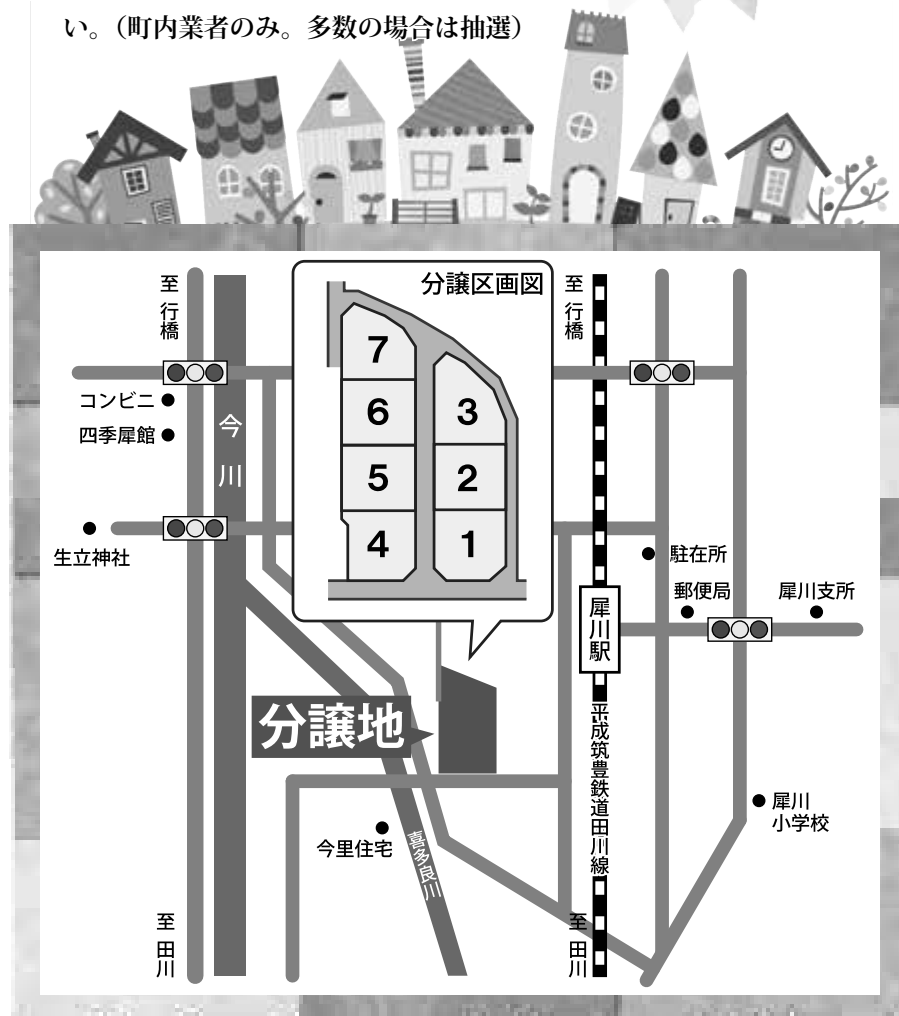 い。（町内業者のみ。多数の場合は抽選）
至 行橋
分譲区画図
至 行橋
7
6
5
4
3
2
1
コンビニ
四季犀館
今川
生立神社
駐在所
郵便局
犀川支所
犀川駅
分譲地
平成筑豊鉄道田川線
犀川
小学校
今里住宅
喜多良川
至 田川
至 田川